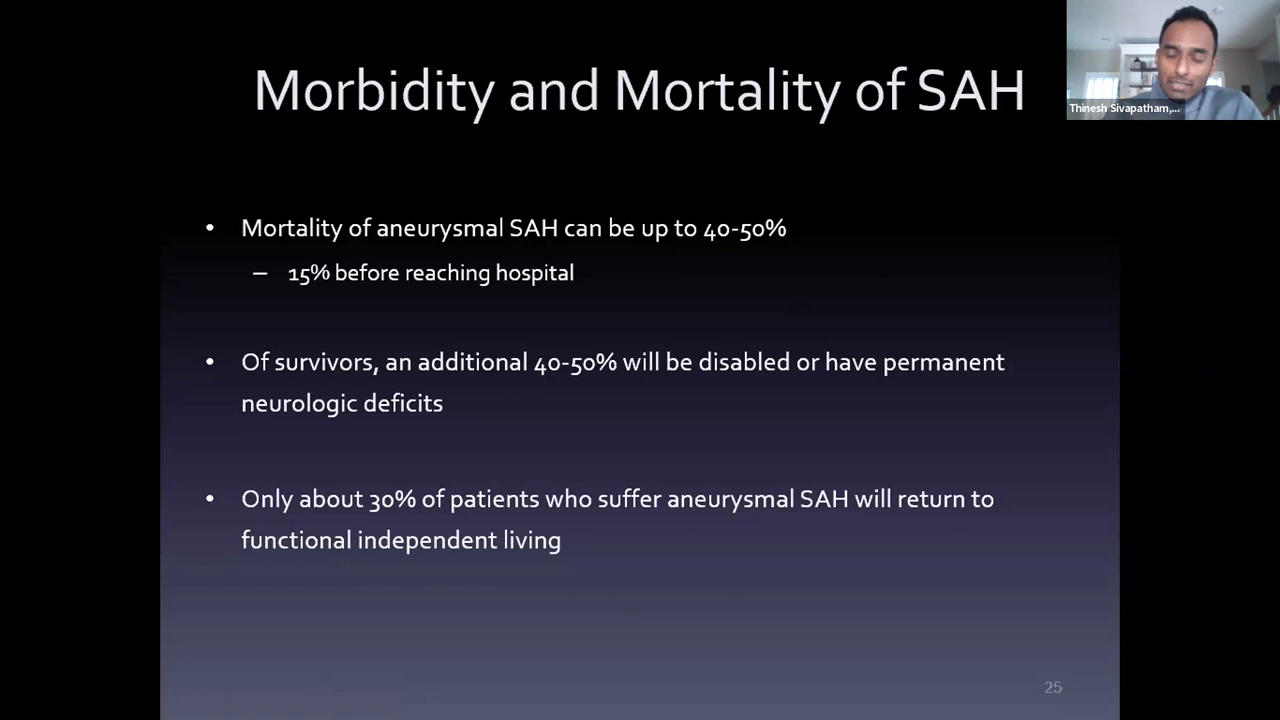 Morbidity and Mortality of SAH
Thinesh Sivapatham,...
• Mortality of aneurysmal SAH can be up to 40-50%
– 15% before reaching hospital
• Of survivors, an additional 40-50% will be disabled or have permanent
neurologic deficits
• Only about 30% of patients who suffer aneurysmal SAH will return to
functional independent living
25